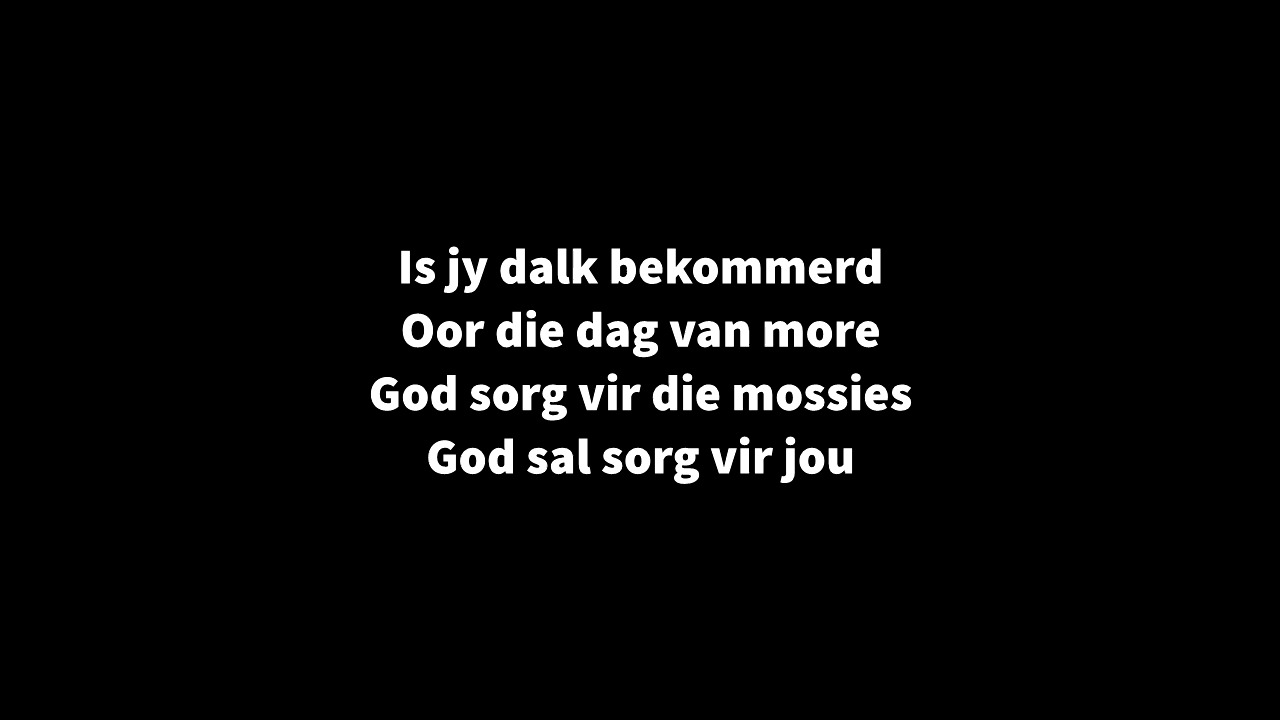 Is jy dalk bekommerd
Oor die dag van more
God sorg vir die mossies
God sal sorg vir jou